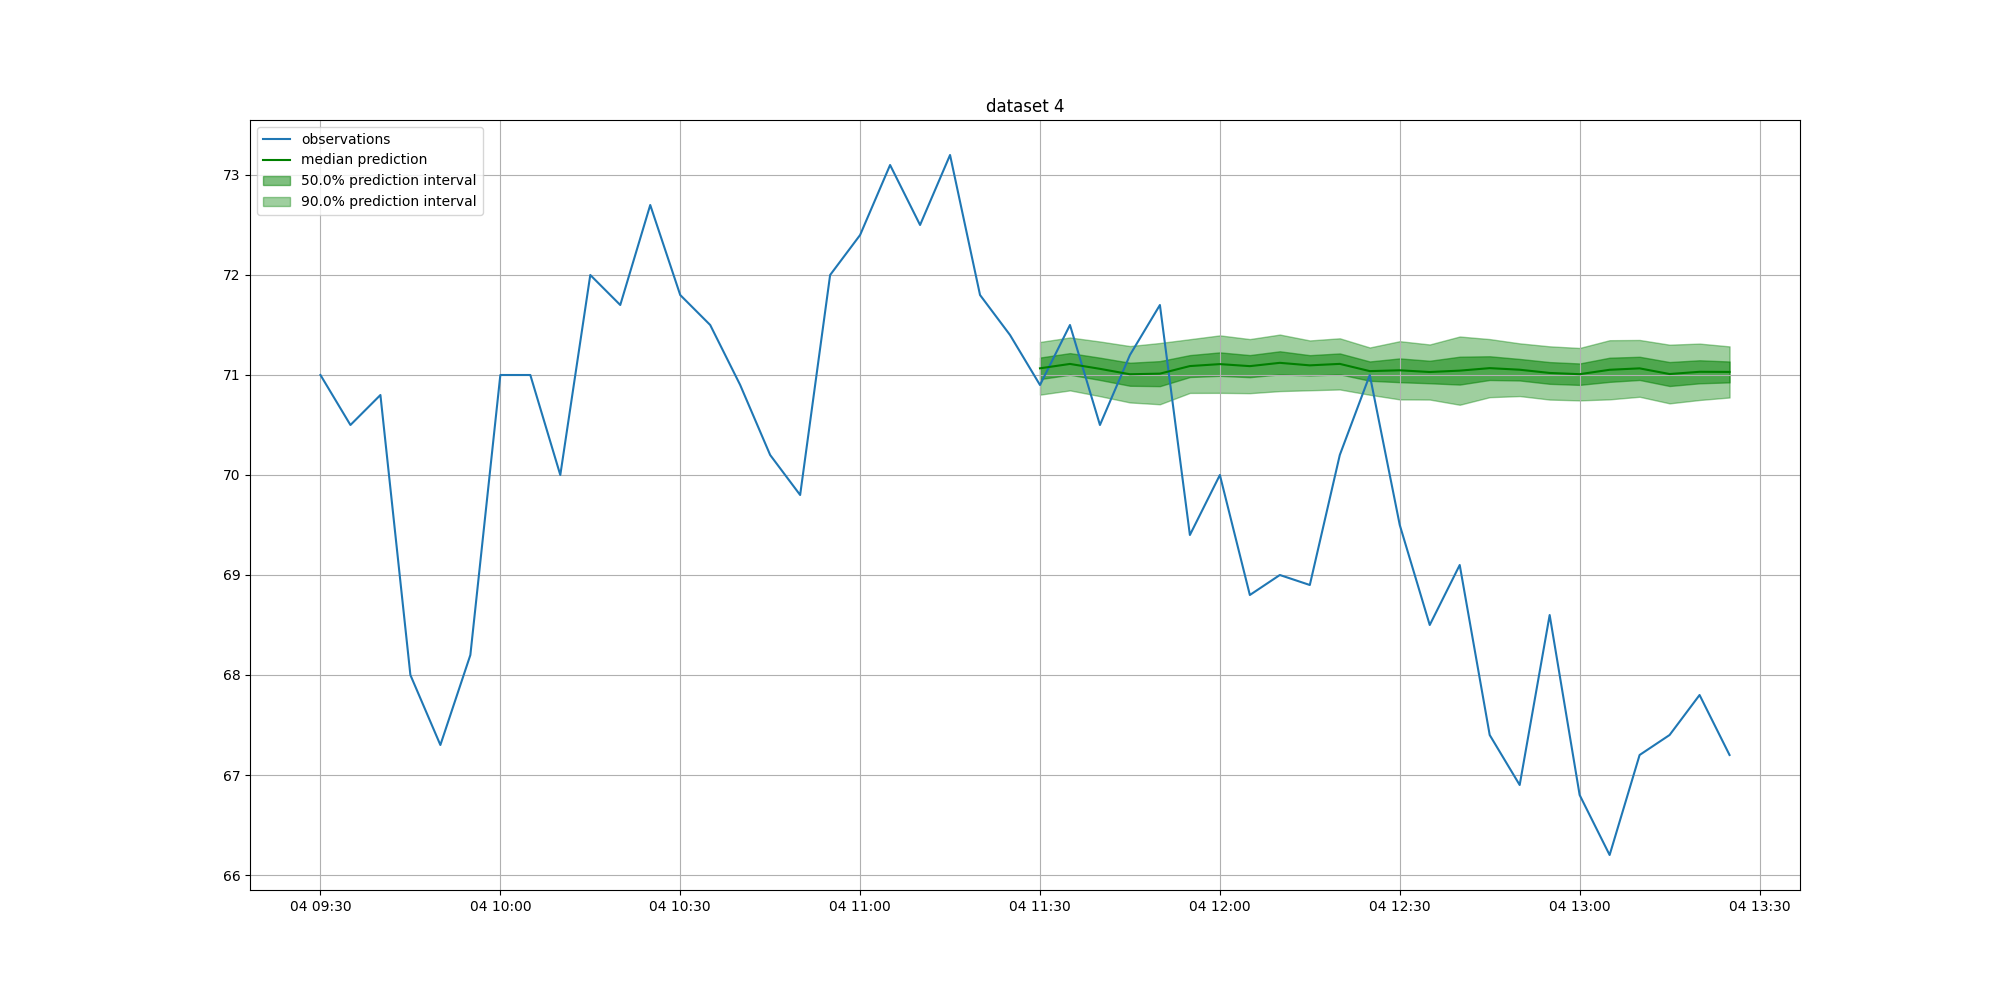 dataset 4
observations
median prediction
50.0% prediction interval
90.0% prediction interval
73
72
71
70
69
68
67
66
04 09:30 04 10:00 04 10:30 04 11:00 04 11:30 04 12:00 04 12:30 04 13:00 04 13:30